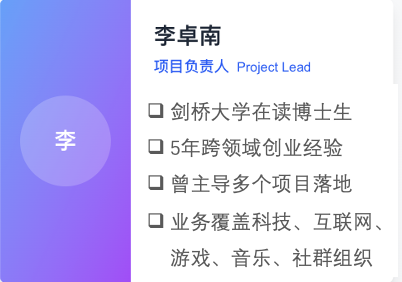 李卓南
项目负责人 Project Lead
李
❑ 剑桥大学在读博士生
❑ 5年跨领域创业经验
❑ 曾主导多个项目落地
❑ 业务覆盖科技、互联网、
游戏、音乐、社群组织